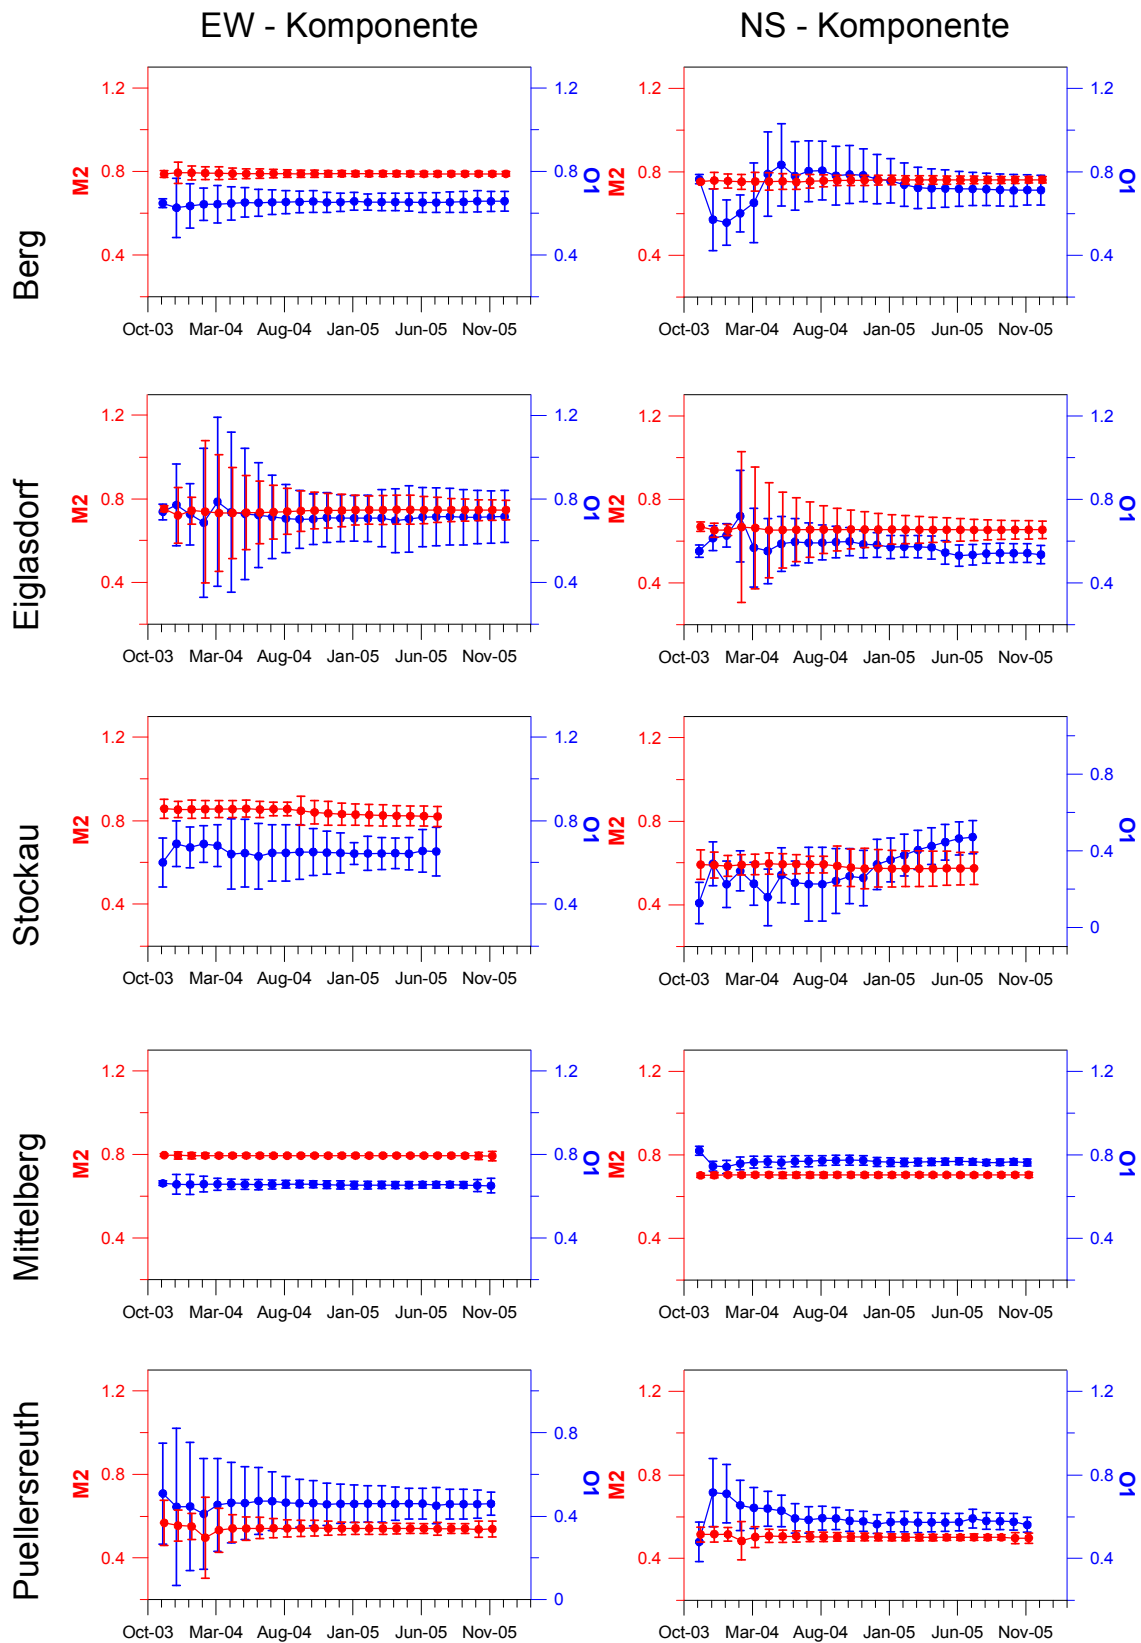 EW - Komponente NS - Komponente
Berg
M2 1.2 0.8 0.4
O1 1.2 0.8 0.4
Oct-03 Mar-04 Aug-04 Jan-05 Jun-05 Nov-05
M2 1.2 0.8 0.4
O1 1.2 0.8 0.4
Oct-03 Mar-04 Aug-04 Jan-05 Jun-05 Nov-05
Eiglasdorf
M2 1.2 0.8 0.4
O1 1.2 0.8 0.4
Oct-03 Mar-04 Aug-04 Jan-05 Jun-05 Nov-05
M2 1.2 0.8 0.4
O1 1.2 0.8 0.4
Oct-03 Mar-04 Aug-04 Jan-05 Jun-05 Nov-05
Stockau
M2 1.2 0.8 0.4
O1 1.2 0.8 0.4
Oct-03 Mar-04 Aug-04 Jan-05 Jun-05 Nov-05
M2 1.2 0.8 0.4
O1 0.8 0.4 0
Oct-03 Mar-04 Aug-04 Jan-05 Jun-05 Nov-05
Mittelberg
M2 1.2 0.8 0.4
O1 1.2 0.8 0.4
Oct-03 Mar-04 Aug-04 Jan-05 Jun-05 Nov-05
M2 1.2 0.8 0.4
O1 1.2 0.8 0.4
Oct-03 Mar-04 Aug-04 Jan-05 Jun-05 Nov-05
Puellersreuth
M2 1.2 0.8 0.4
O1 0.8 0.4 0
Oct-03 Mar-04 Aug-04 Jan-05 Jun-05 Nov-05
M2 1.2 0.8 0.4
O1 1.2 0.8 0.4
Oct-03 Mar-04 Aug-04 Jan-05 Jun-05 Nov-05